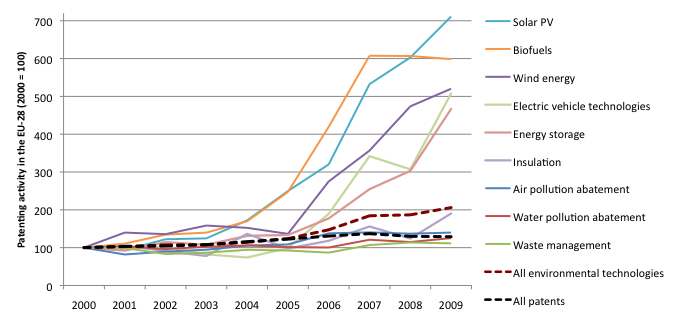 Patenting activity in the EU-28 (2000 = 100)
700
600
500
400
300
200
100
0
2000 2001 2002 2003 2004 2005 2006 2007 2008 2009
Solar PV
Biofuels
Wind energy
Electric vehicle technologies
Energy storage
Insulation
Air pollution abatement
Water pollution abatement
Waste management
All environmental technologies
All patents